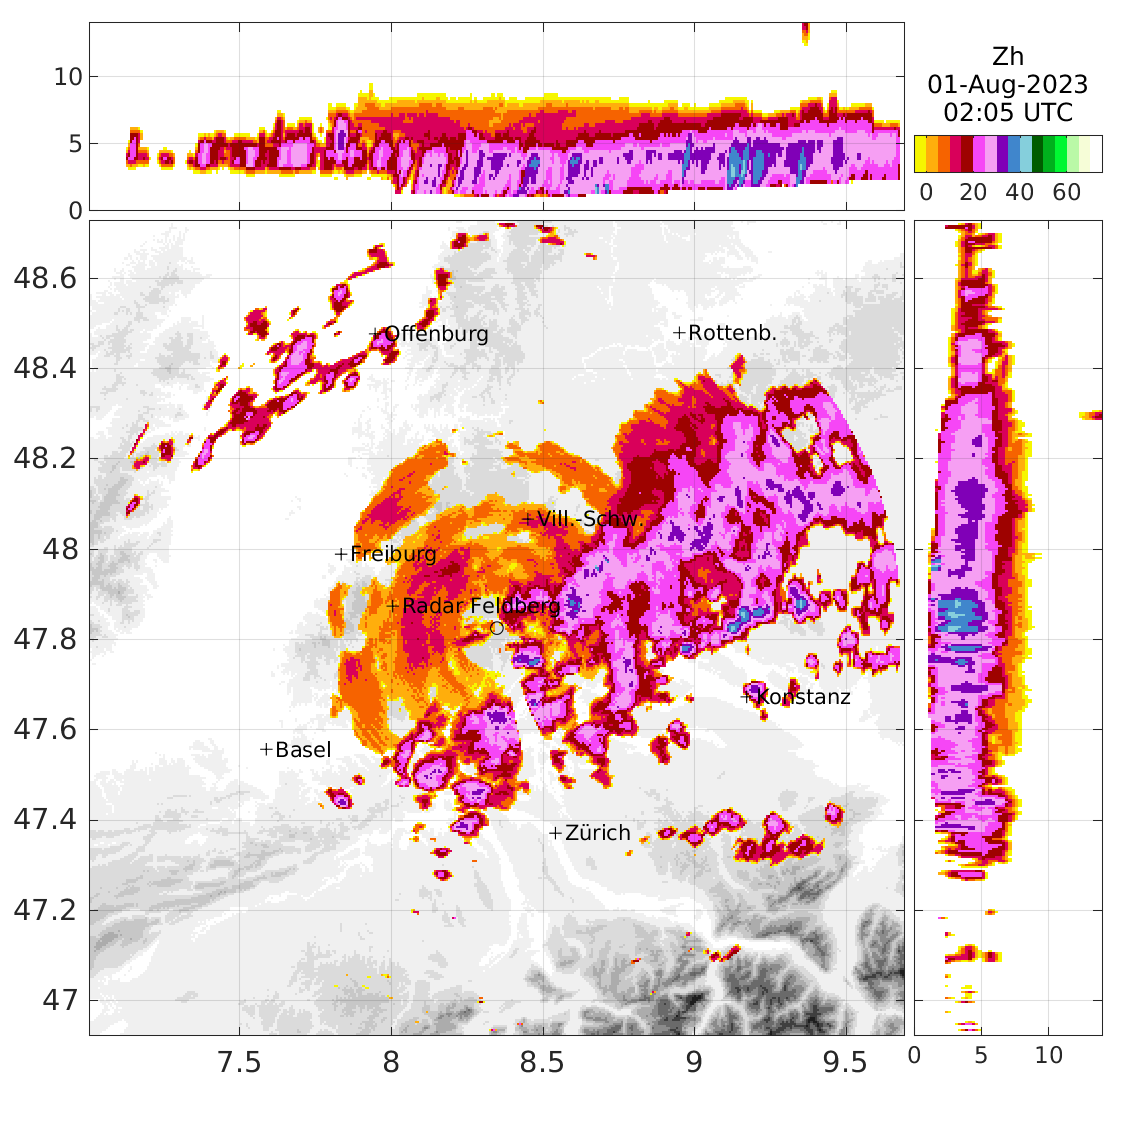 10
5
0
Zh
01-Aug-2023
02:05 UTC
0 20 40 60
48.6
48.4
48.2
48
47.8
47.6
47.4
47.2
47
Offenburg
Rottenb.
Vill.-Schw.
Freiburg
Radar Feldberg
Konstanz
Basel
Zürich
7.5 8 8.5 9 9.5
0 5 10